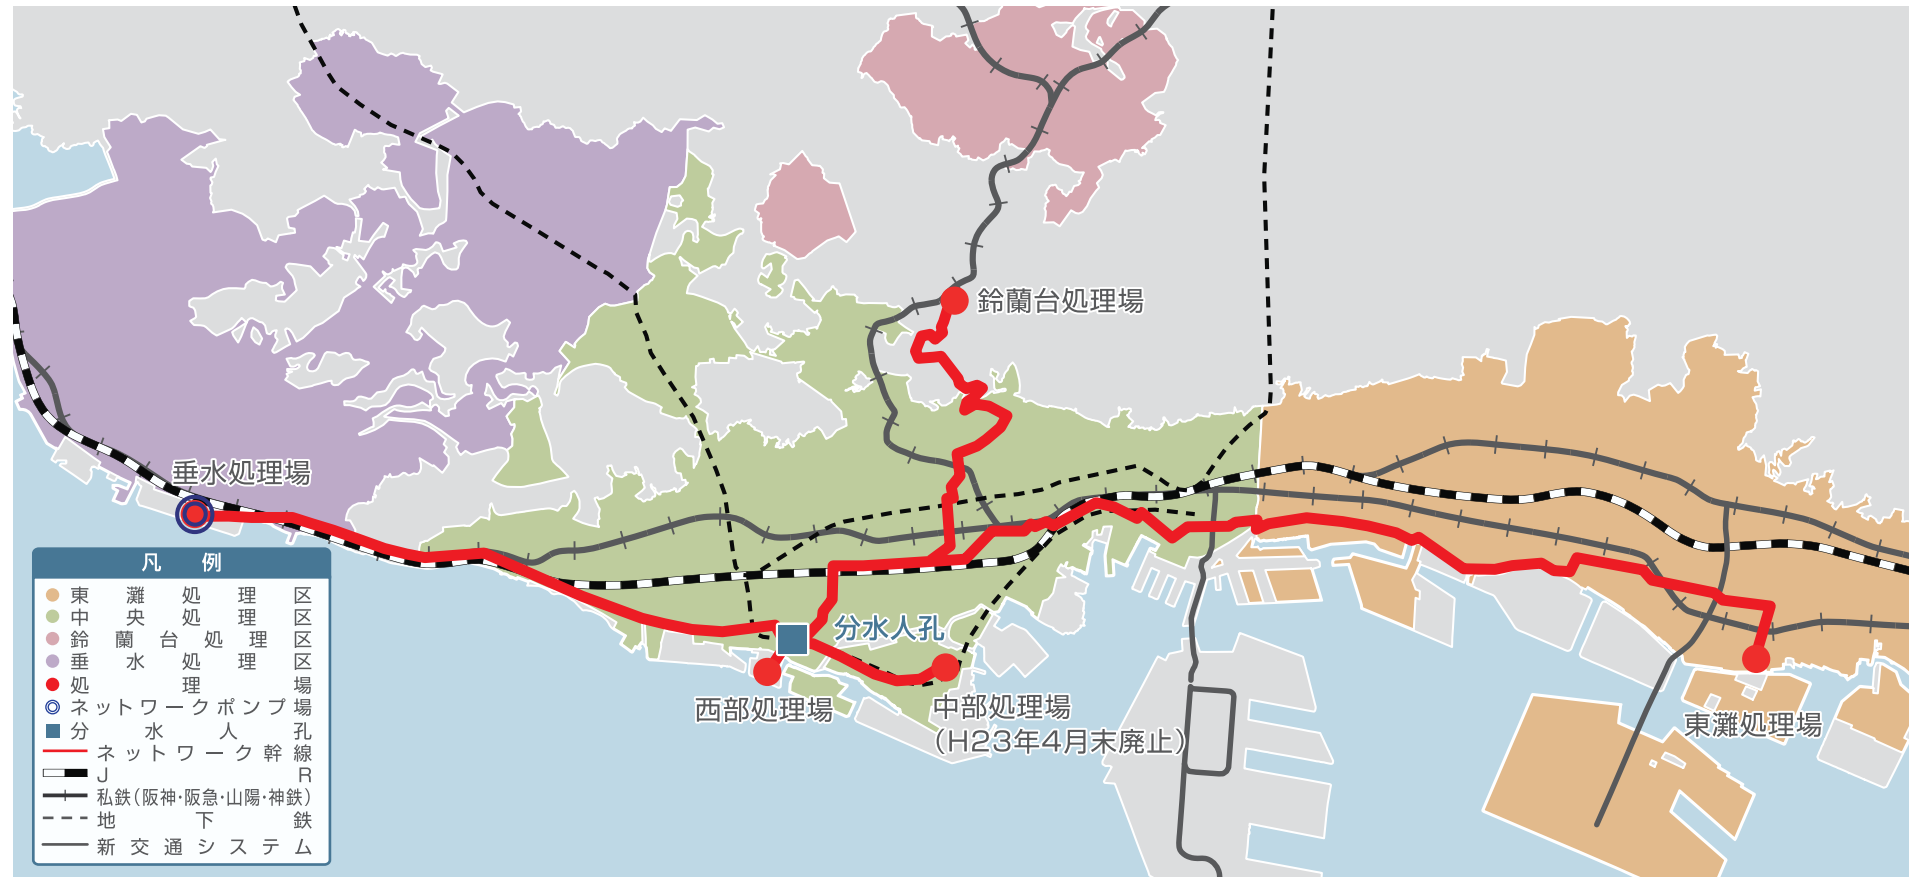 鈴蘭台処理場
垂水処理場
分水人孔
西部処理場
中部処理場
（H23年4月末廃止）
東灘処理場
凡 例
東灘処理区
中央処理区
鈴蘭台処理区
垂水処理区
処理場
ネットワークポンプ場
分水人孔
ネットワーク幹線
JR
私鉄（阪神・阪急・山陽・神鉄）
地下鉄
新交通システム